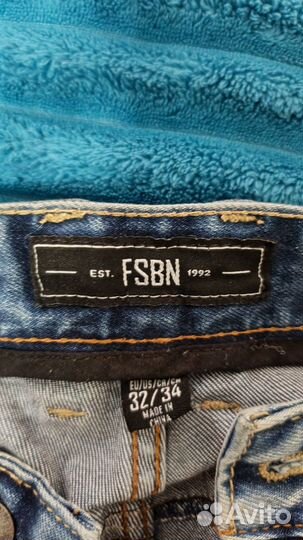 EST. FSBN 1992
EU/US/CA/CN
32/34
MADE IN
CHINA
Avito